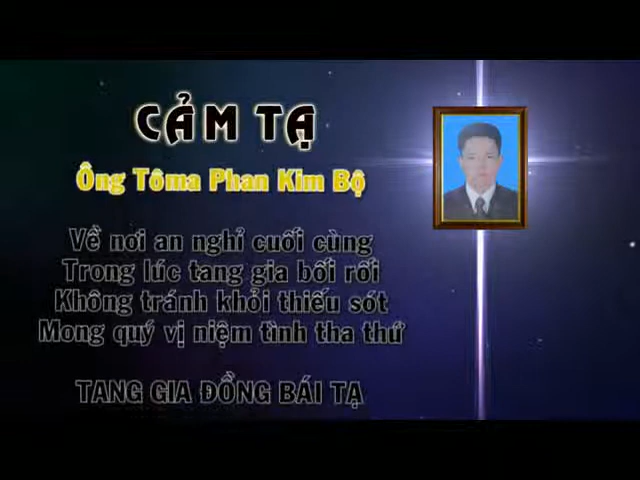 CẢM TẠ
Ông Tôma Phan Kim Bộ
Về nơi an nghỉ cuối cùng
Trong lúc tang gia bối rối
Không tránh khỏi thiếu sót
Mong quý vị niệm tình tha thứ
TANG GIA ĐỒNG BÁI TẠ